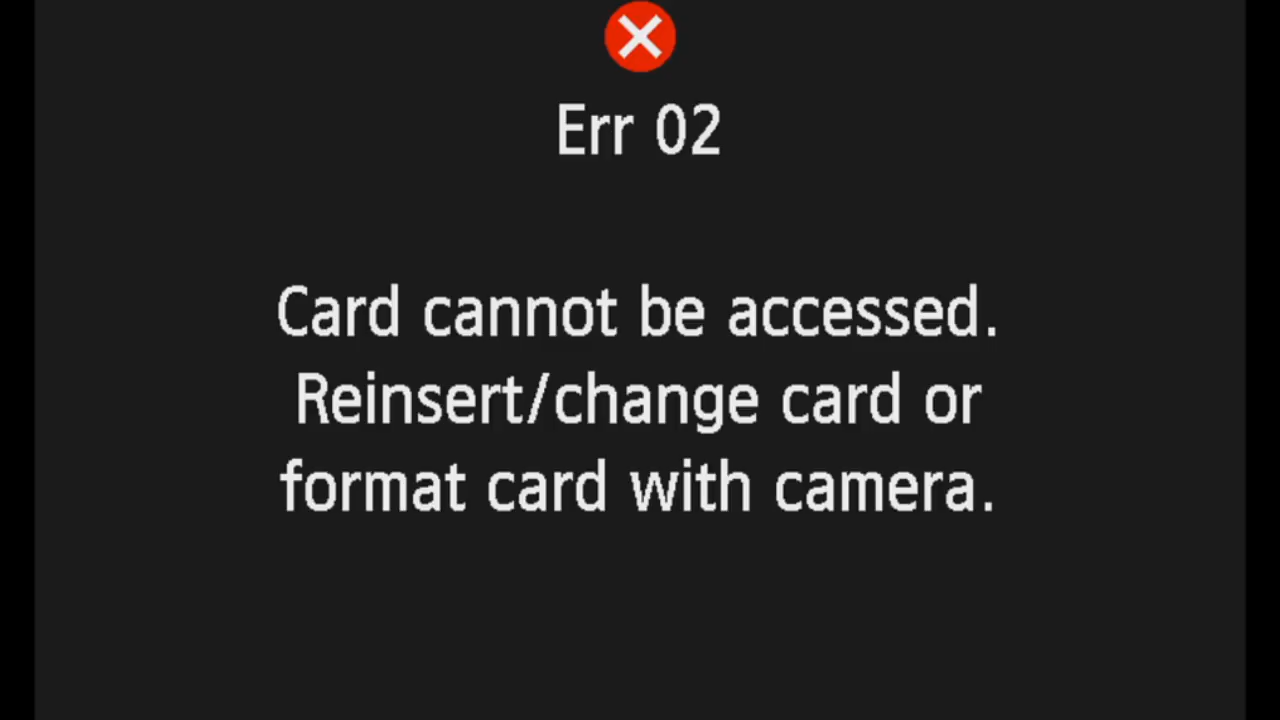 Err 02
Card cannot be accessed.
Reinsert/change card or
format card with camera.